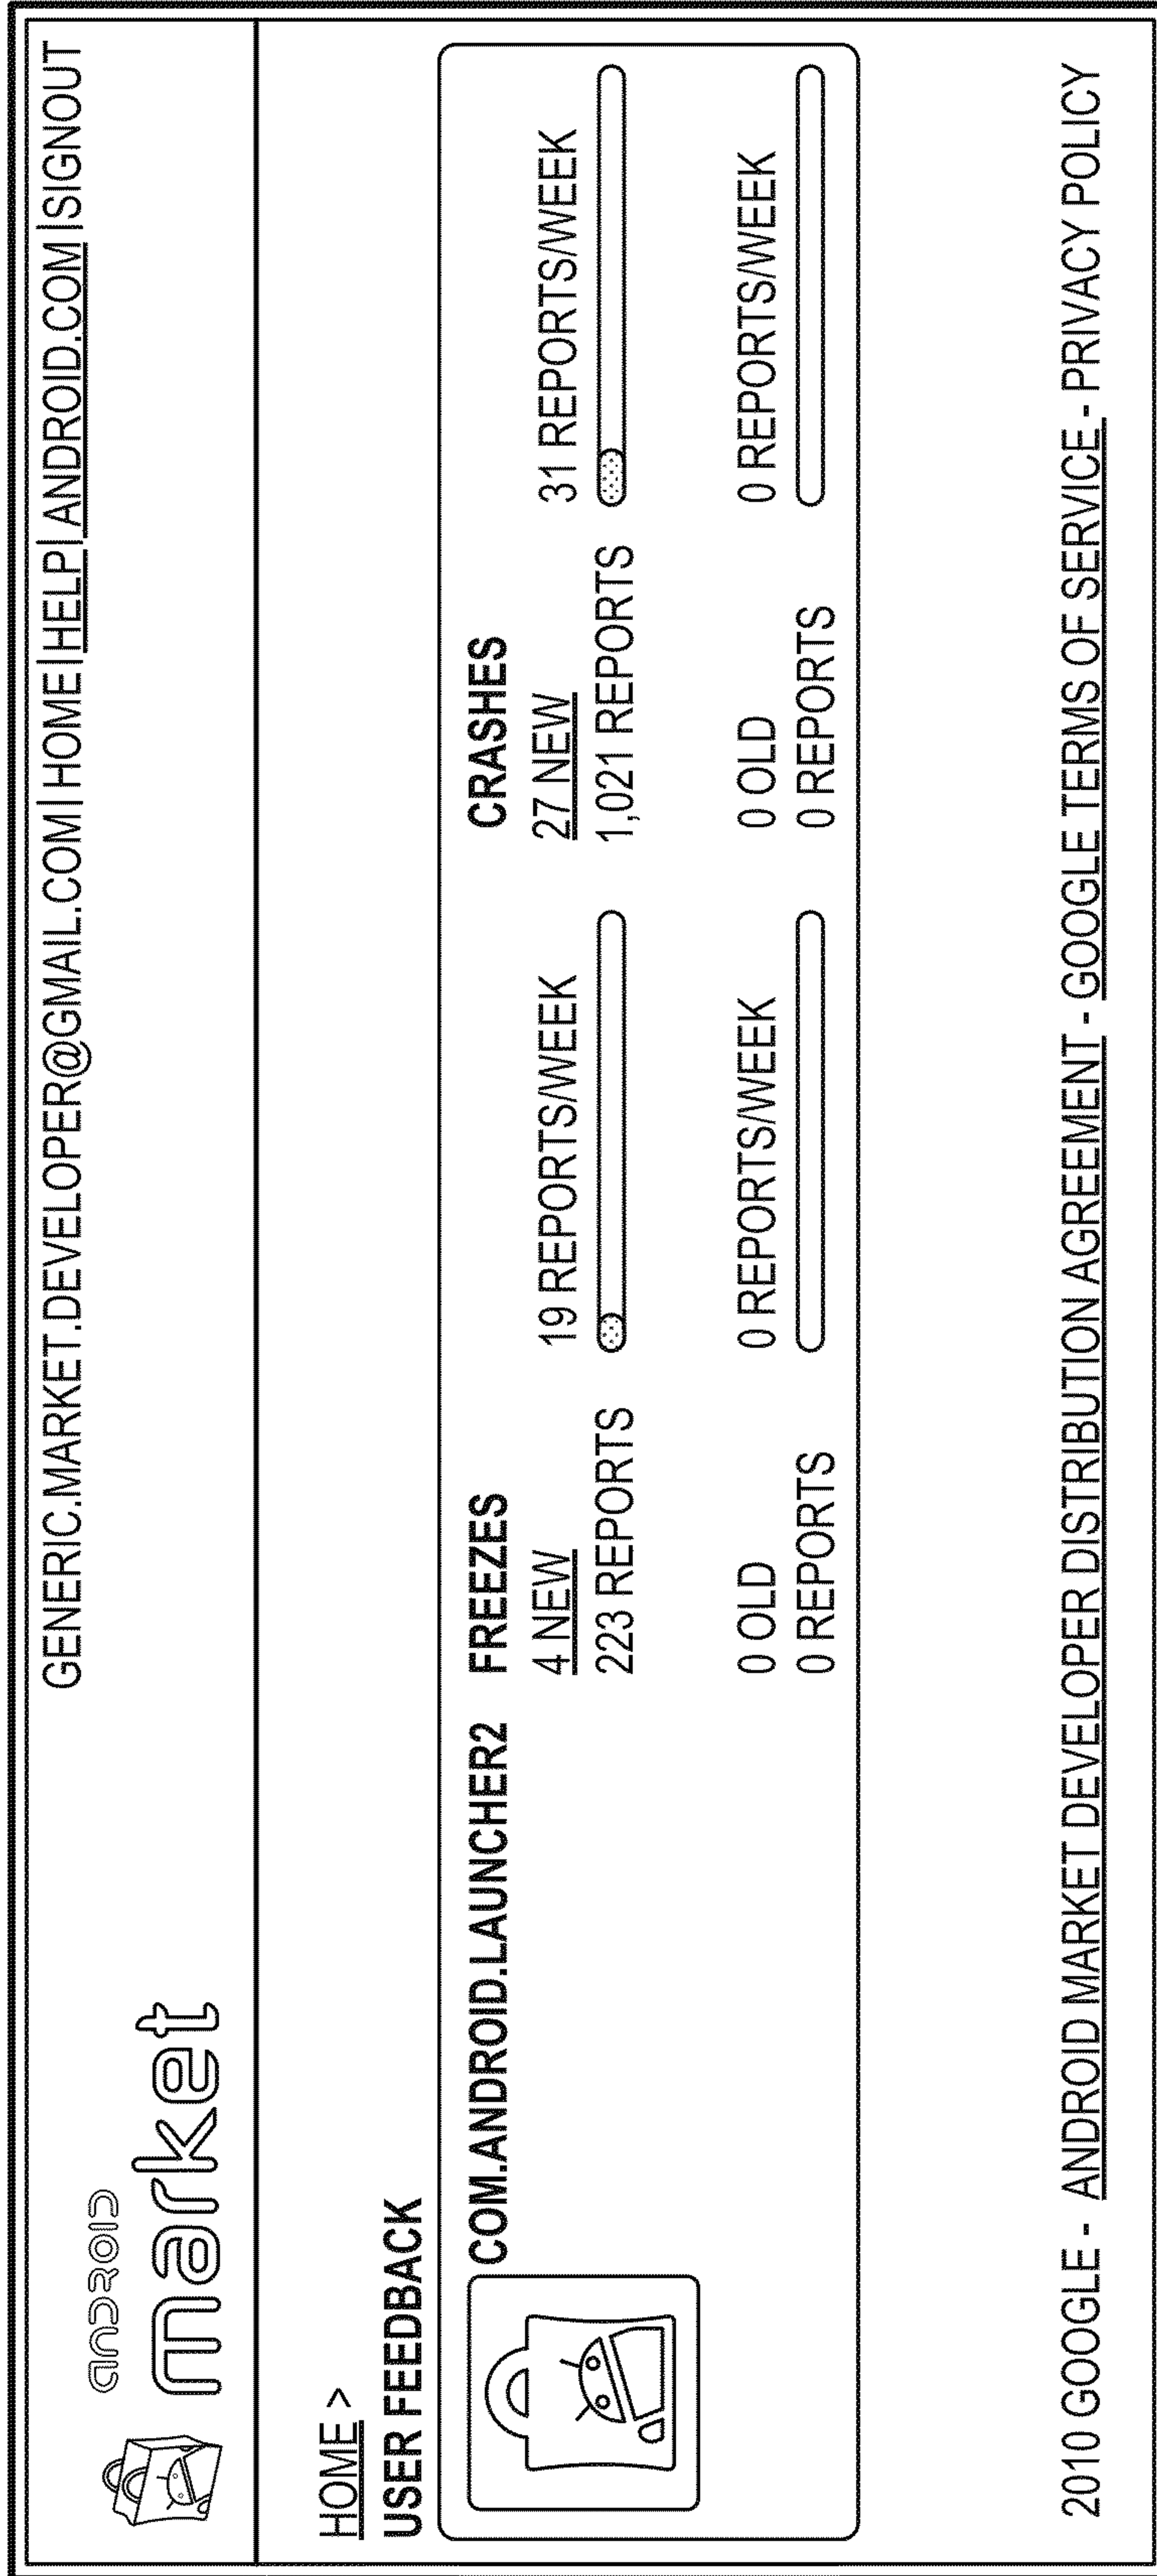 GENERIC.MARKET.DEVELOPER@GMAIL.COM| HOME|HELP| ANDROID.COM |SIGNOUT
ANDROID
market
HOME >
USER FEEDBACK
COM.ANDROID.LAUNCHER2 FREEZES CRASHES
4 NEW 19 REPORTS/WEEK 27 NEW 31 REPORTS/WEEK
223 REPORTS 1,021 REPORTS
0 OLD 0 REPORTS/WEEK 0 OLD 0 REPORTS/WEEK
0 REPORTS 0 REPORTS
2010 GOOGLE - ANDROID MARKET DEVELOPER DISTRIBUTION AGREEMENT - GOOGLE TERMS OF SERVICE - PRIVACY POLICY